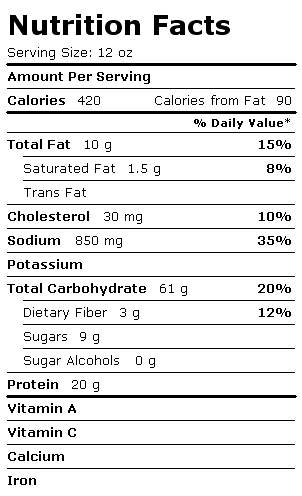 Nutrition Facts
Serving Size: 12 oz
Amount Per Serving
Calories 420 Calories from Fat 90
% Daily Value*
Total Fat 10 g 15%
Saturated Fat 1.5 g 8%
Trans Fat
Cholesterol 30 mg 10%
Sodium 850 mg 35%
Potassium
Total Carbohydrate 61 g 20%
Dietary Fiber 3 g 12%
Sugars 9 g
Sugar Alcohols 0 g
Protein 20 g
Vitamin A
Vitamin C
Calcium
Iron